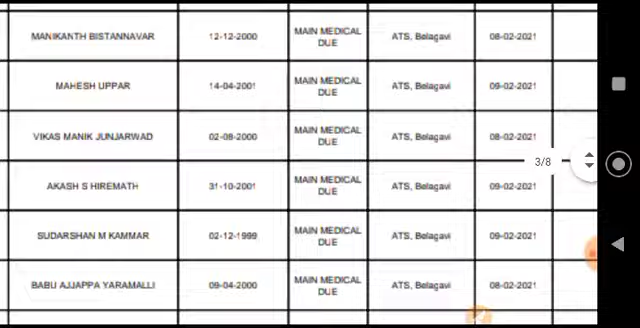 MANIKANTH BISTANNAVAR 12-12-2000 MAIN MEDICAL DUE ATS, Belagavi 08-02-2021
MAHESH UPPAR 14-04-2001 MAIN MEDICAL DUE ATS, Belagavi 09-02-2021
VIKAS MANIK JUNJARWAD 02-08-2000 MAIN MEDICAL DUE ATS, Belagavi 08-02-2021
3/8
AKASH S HIREMATH 31-10-2001 MAIN MEDICAL DUE ATS, Belagavi 09-02-2021
SUDARSHAN M KAMMAR 02-12-1999 MAIN MEDICAL DUE ATS, Belagavi 09-02-2021
BABU AJJAPPA YARAMALLI 09-04-2000 MAIN MEDICAL DUE ATS, Belagavi 08-02-2021